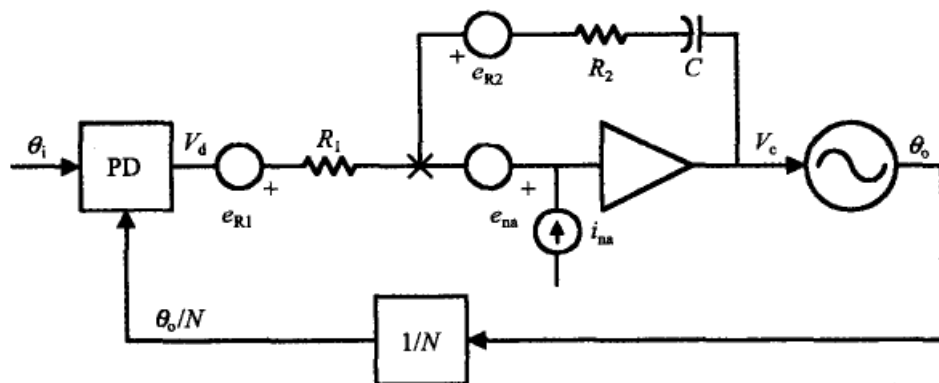 +
e_R2
R_2
C
θ_i
PD
V_d
+
e_R1
R_1
+
e_na
i_na
V_c
θ_o
θ_o/N
1/N